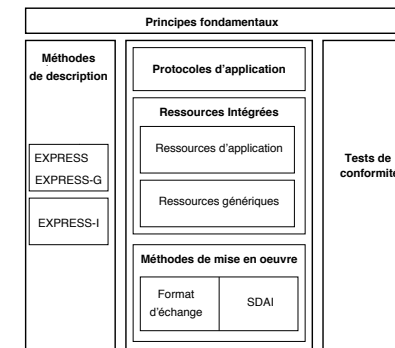 Principes fondamentaux
Méthodes
de description
EXPRESS
EXPRESS-G
EXPRESS-I
Protocoles d'application
Ressources Intégrées
Ressources d'application
Ressources génériques
Méthodes de mise en oeuvre
Format
d'échange
SDAI
Tests de
conformité